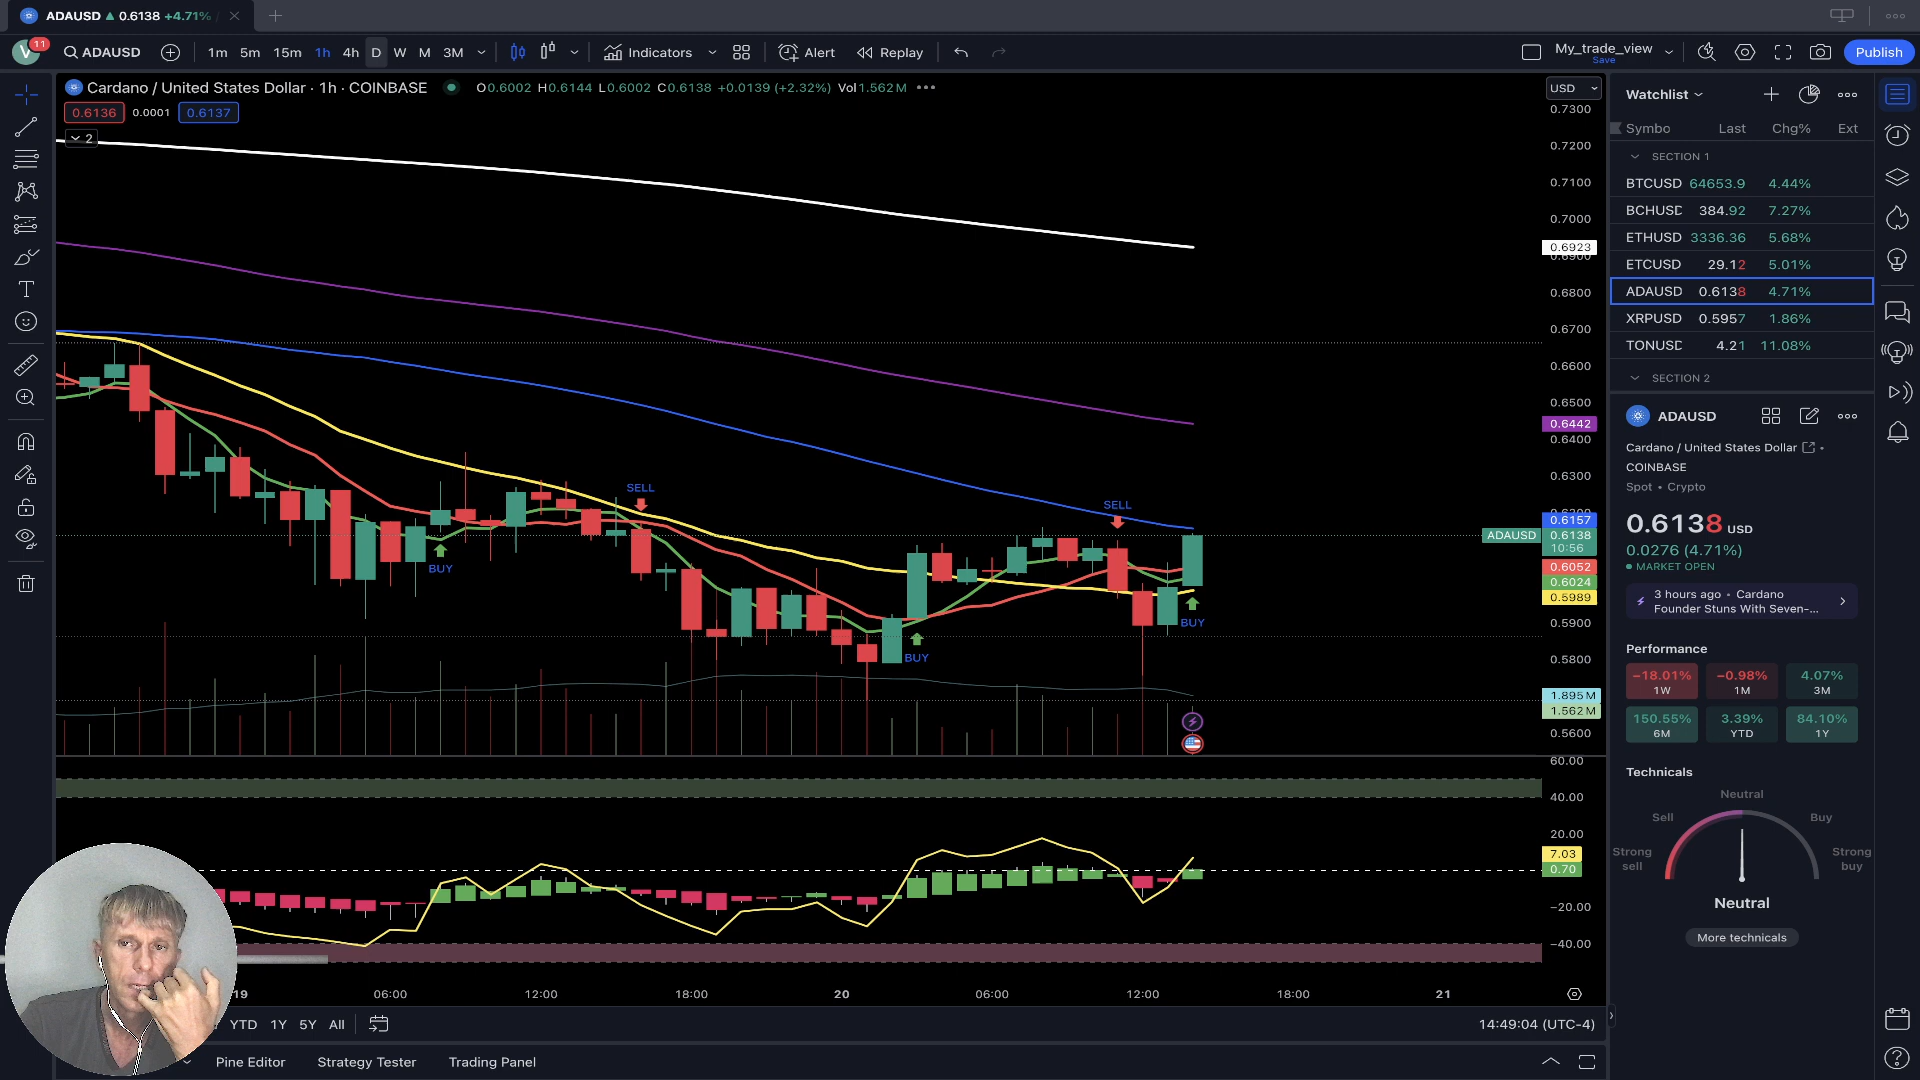 ADAUSD ▲ 0.6138 +4.71%
V 11 ADAUSD 1m 5m 15m 1h 4h D W M 3M Indicators Alert Replay My_trade_view Save Publish
Cardano / United States Dollar · 1h · COINBASE O0.6002 H0.6144 L0.6002 C0.6138 +0.0139 (+2.32%) Vol1.562M
0.6136 0.0001 0.6137
2
USD
0.7300
0.7200
0.7100
0.7000
0.6923
0.6900
0.6800
0.6700
0.6600
0.6500
0.6442
0.6400
0.6300
0.6200
0.6157
ADAUSD 0.6138
10:56
0.6052
0.6024
0.5989
0.5900
0.5800
1.895M
1.562M
0.5600
SELL
SELL
BUY
BUY
BUY
60.00
40.00
20.00
7.03
0.70
−20.00
−40.00
19 06:00 12:00 18:00 20 06:00 12:00 18:00 21
YTD 1Y 5Y All 14:49:04 (UTC-4)
Pine Editor Strategy Tester Trading Panel
Watchlist
Symbo Last Chg% Ext
SECTION 1
BTCUSD 64653.9 4.44%
BCHUSD 384.92 7.27%
ETHUSD 3336.36 5.68%
ETCUSD 29.12 5.01%
ADAUSD 0.6138 4.71%
XRPUSD 0.5957 1.86%
TONUSD 4.21 11.08%
SECTION 2
ADAUSD
Cardano / United States Dollar •
COINBASE
Spot • Crypto
0.6138 USD
0.0276 (4.71%)
MARKET OPEN
3 hours ago • Cardano
Founder Stuns With Seven-...
Performance
−18.01% −0.98% 4.07%
1W 1M 3M
150.55% 3.39% 84.10%
6M YTD 1Y
Technicals
Neutral
Sell Buy
Strong sell Strong buy
Neutral
More technicals